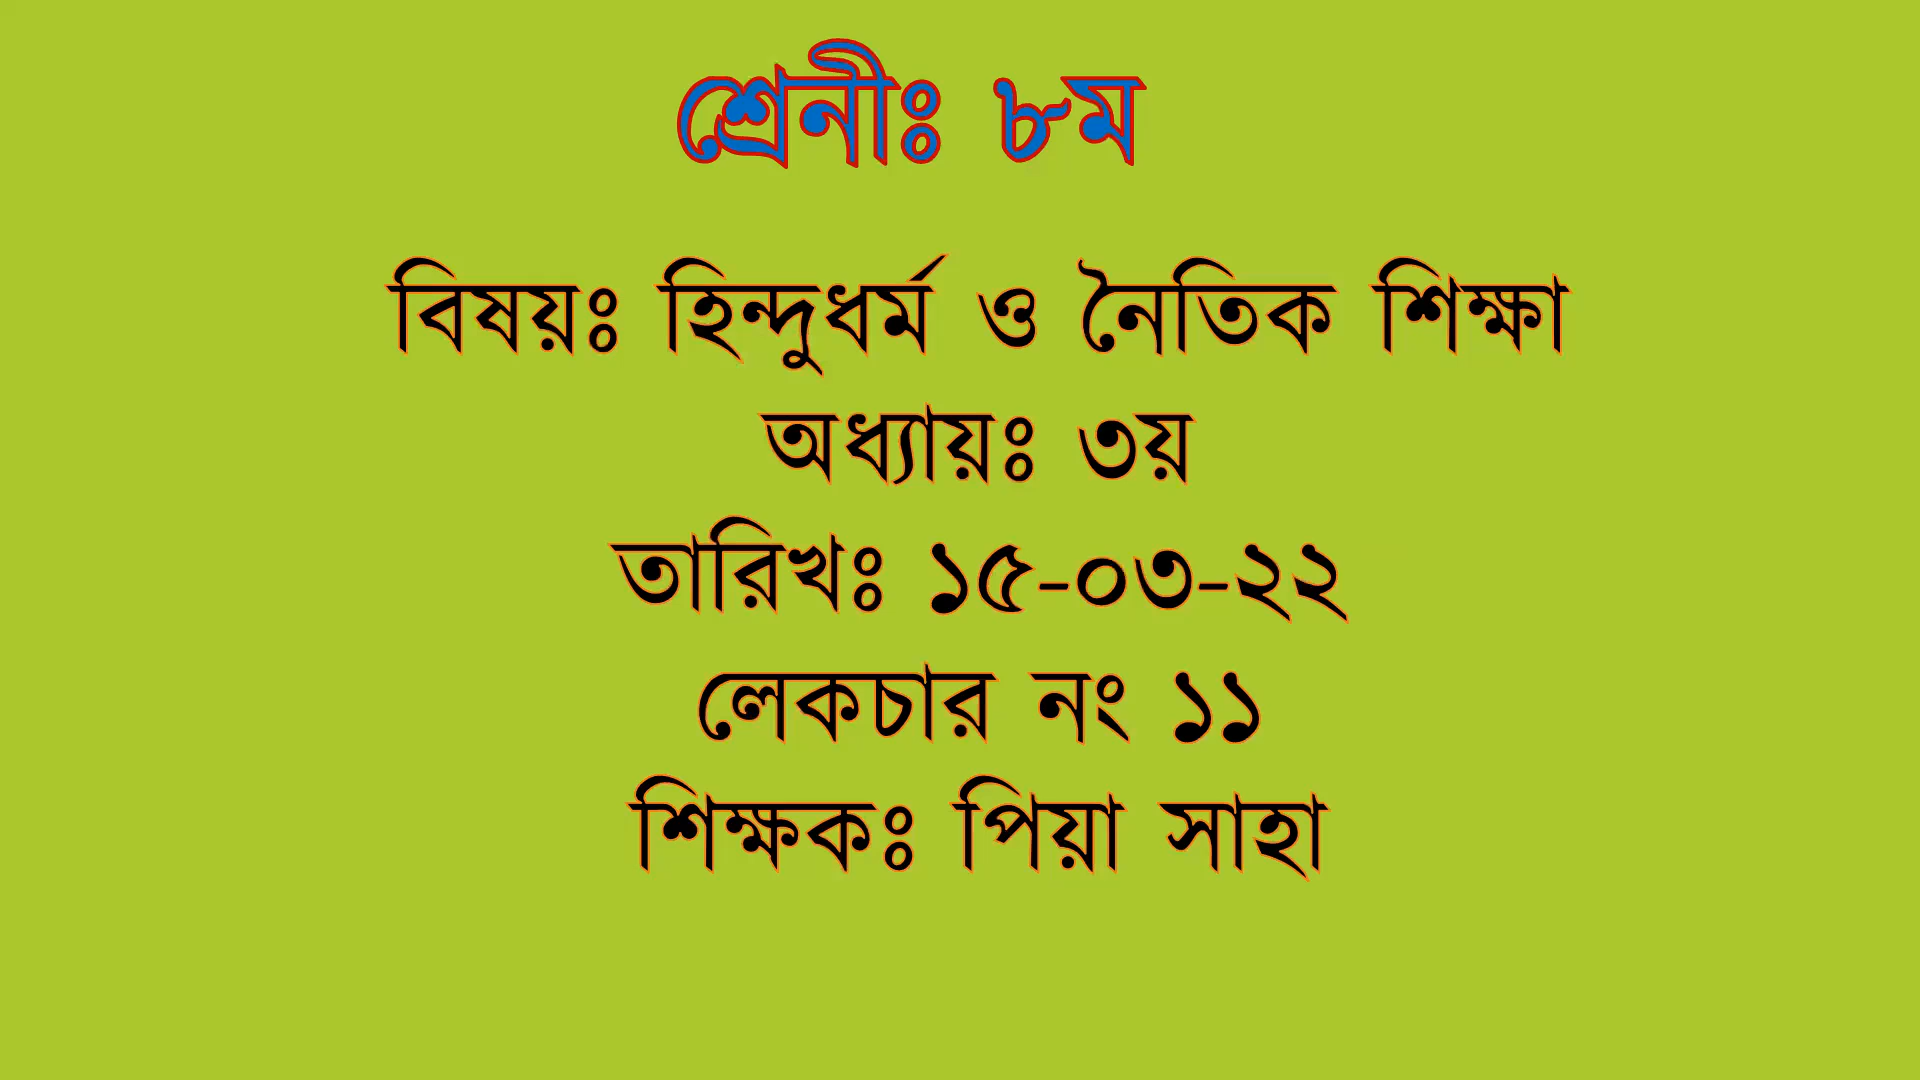 শ্রেনীঃ ৮ম
বিষয়ঃ হিন্দুধর্ম ও নৈতিক শিক্ষা
অধ্যায়ঃ ৩য়
তারিখঃ ১৫-০৩-২২
লেকচার নং ১১
শিক্ষকঃ পিয়া সাহা